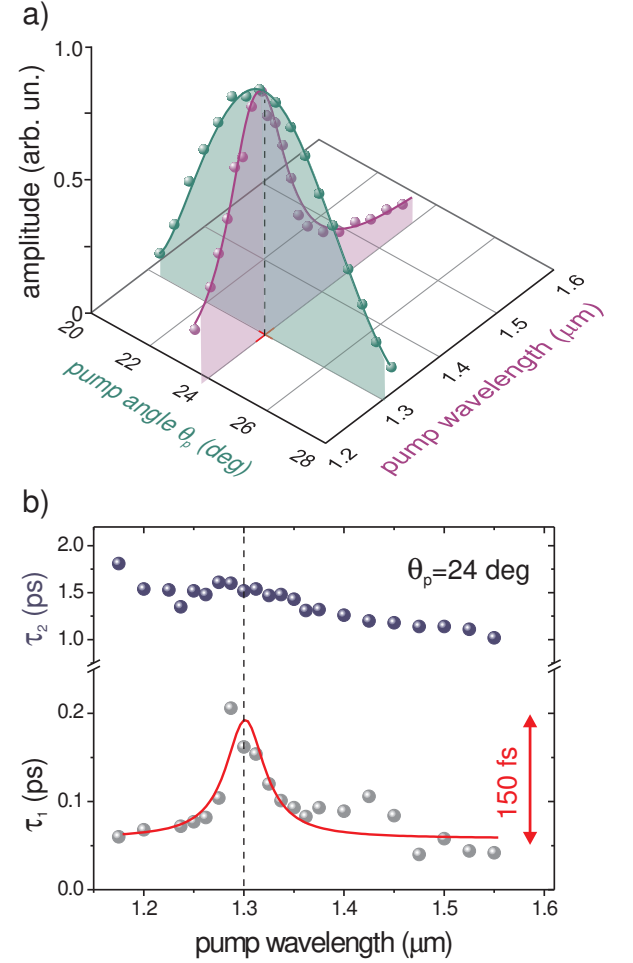 a)
1.0
0.5
0
amplitude (arb. un.)
20
22
24
26
28
pump angle θp (deg)
1.2
1.3
1.4
1.5
1.6
pump wavelength (μm)
b)
2.0
1.5
1.0
τ2 (ps)
θp=24 deg
0.2
0.1
0.0
τ1 (ps)
150 fs
1.2 1.3 1.4 1.5 1.6
pump wavelength (μm)